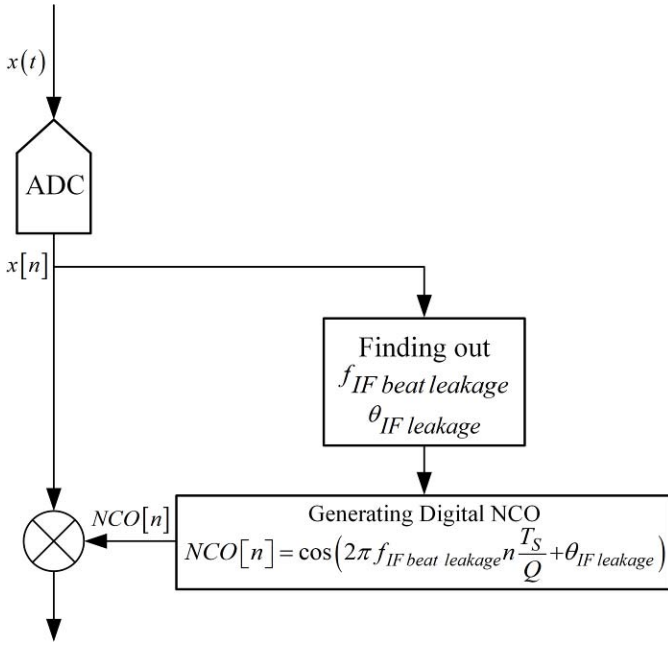 x(t)
ADC
x[n]
Finding out
f_{IF beat leakage}
θ_{IF leakage}
Generating Digital NCO
NCO[n]
NCO[n] = cos(2π f_{IF beat leakage} n \frac{T_S}{Q} + θ_{IF leakage})